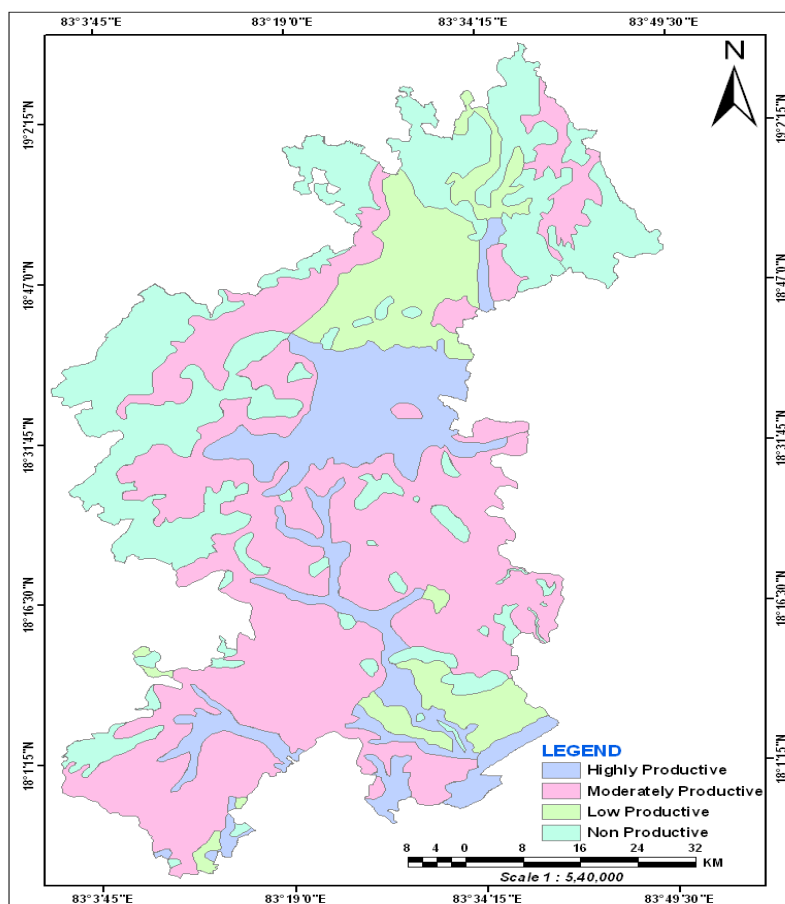 83°3'45"E 83°19'0"E 83°34'15"E 83°49'30"E
N
19°2'15"N 19°2'15"N
18°47'0"N 18°47'0"N
18°31'45"N 18°31'45"N
18°16'30"N 18°16'30"N
18°1'15"N 18°1'15"N
LEGEND
Highly Productive
Moderately Productive
Low Productive
Non Productive
8 4 0 8 16 24 32
KM
Scale 1 : 5,40,000
83°3'45"E 83°19'0"E 83°34'15"E 83°49'30"E